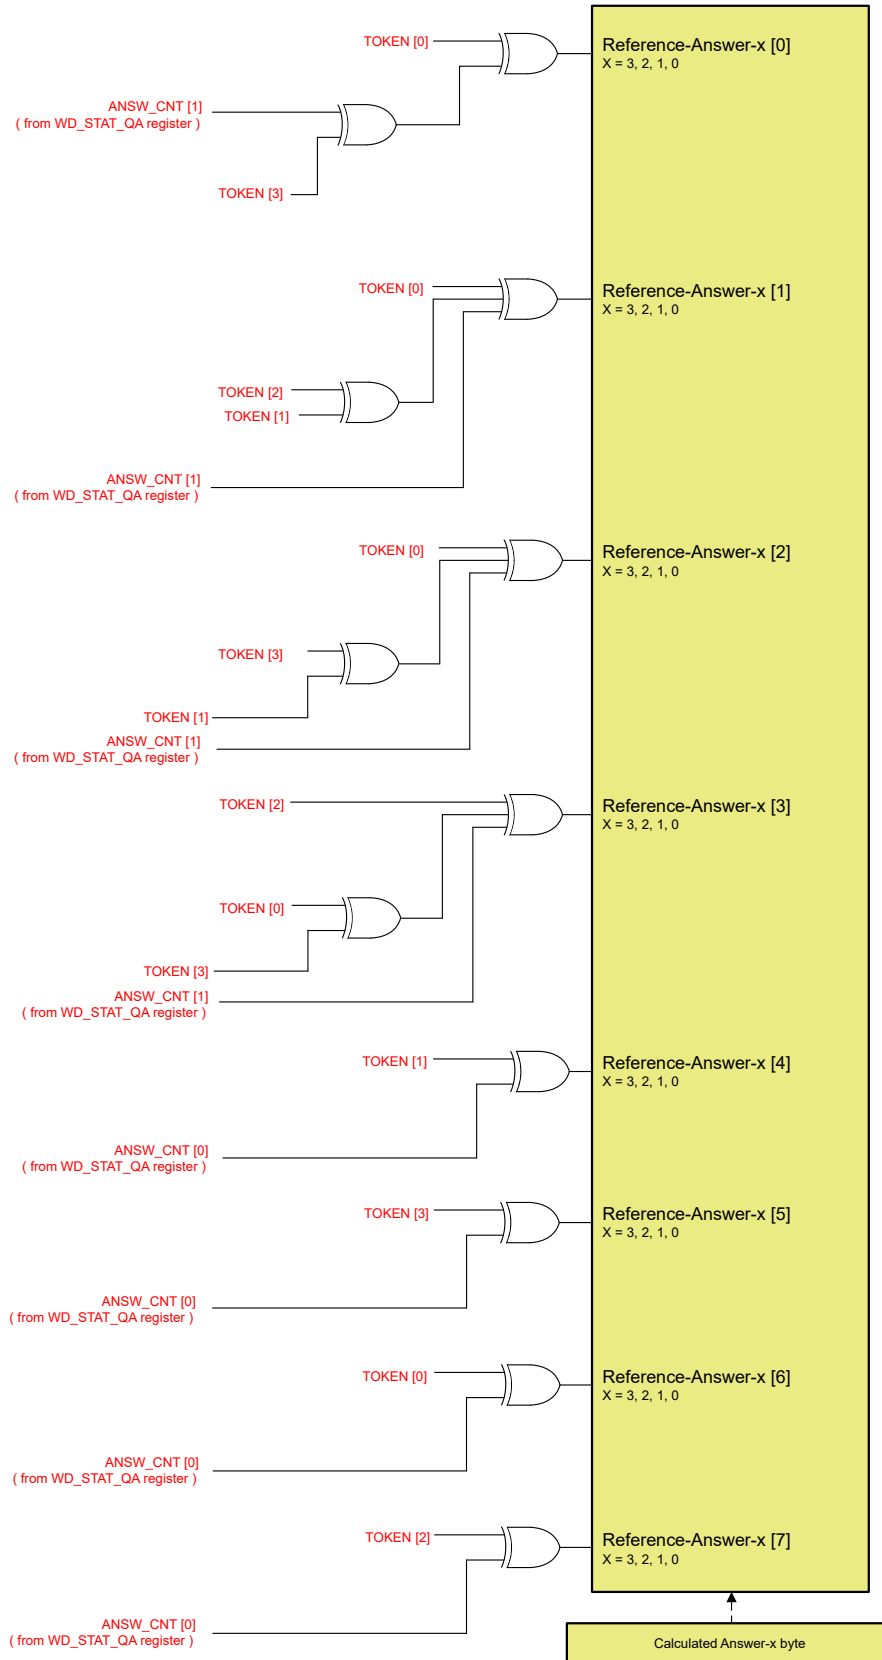 TOKEN [0]
Reference-Answer-x [0]
X = 3, 2, 1, 0
ANSW_CNT [1]
( from WD_STAT_QA register )
TOKEN [3]
TOKEN [0]
Reference-Answer-x [1]
X = 3, 2, 1, 0
TOKEN [2]
TOKEN [1]
ANSW_CNT [1]
( from WD_STAT_QA register )
TOKEN [0]
Reference-Answer-x [2]
X = 3, 2, 1, 0
TOKEN [3]
TOKEN [1]
ANSW_CNT [1]
( from WD_STAT_QA register )
TOKEN [2]
Reference-Answer-x [3]
X = 3, 2, 1, 0
TOKEN [0]
TOKEN [3]
ANSW_CNT [1]
( from WD_STAT_QA register )
TOKEN [1]
Reference-Answer-x [4]
X = 3, 2, 1, 0
ANSW_CNT [0]
( from WD_STAT_QA register )
TOKEN [3]
Reference-Answer-x [5]
X = 3, 2, 1, 0
ANSW_CNT [0]
( from WD_STAT_QA register )
TOKEN [0]
Reference-Answer-x [6]
X = 3, 2, 1, 0
ANSW_CNT [0]
( from WD_STAT_QA register )
TOKEN [2]
Reference-Answer-x [7]
X = 3, 2, 1, 0
ANSW_CNT [0]
( from WD_STAT_QA register )
Calculated Answer-x byte